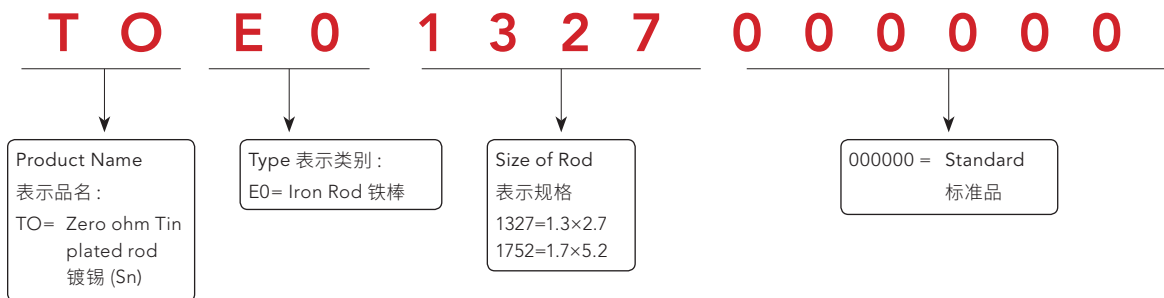 T O E 0 1 3 2 7 0 0 0 0 0 0
Product Name
表示品名 :
TO= Zero ohm Tin
plated rod
镀锡 (Sn)
Type 表示类别 :
E0= Iron Rod 铁棒
Size of Rod
表示规格
1327=1.3×2.7
1752=1.7×5.2
000000 = Standard
标准品